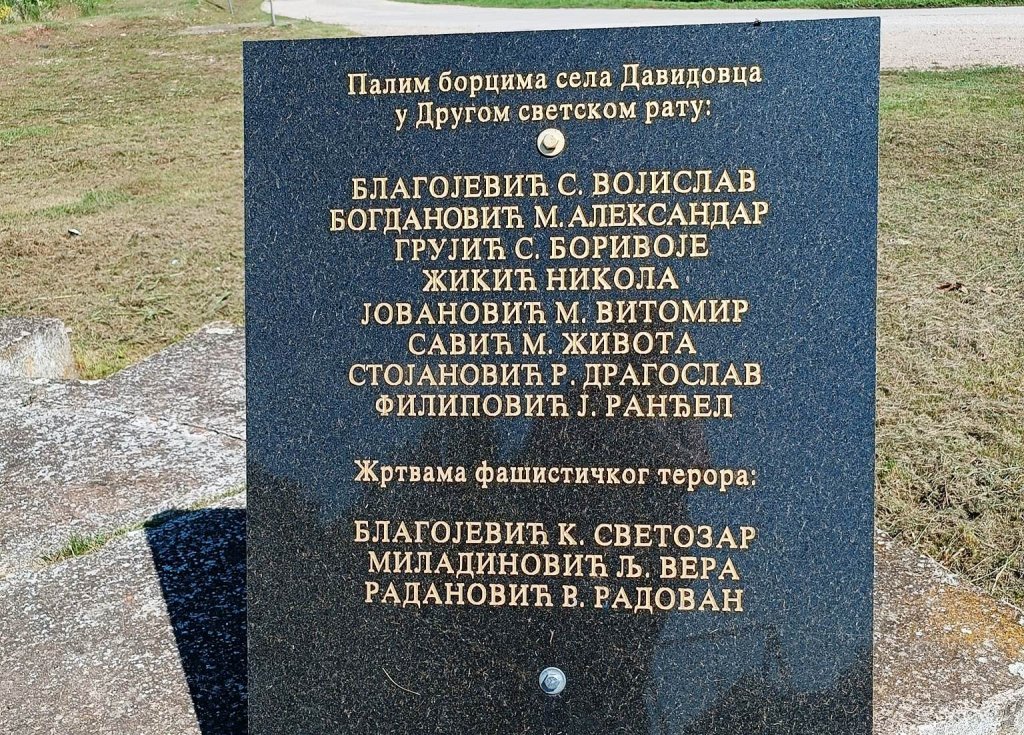 Палим борцима села Давидовца
у Другом светском рату:
БЛАГОЈЕВИЋ С. ВОЈИСЛАВ
БОГДАНОВИЋ М. АЛЕКСАНДАР
ГРУЈИЋ С. БОРИВОЈЕ
ЖИКИЋ НИКОЛА
ЈОВАНОВИЋ М. ВИТОМИР
САВИЋ М. ЖИВОТА
СТОЈАНОВИЋ Р. ДРАГОСЛАВ
ФИЛИПОВИЋ Ј. РАНЂЕЛ
Жртвама фашистичког терора:
БЛАГОЈЕВИЋ К. СВЕТОЗАР
МИЛАДИНОВИЋ Љ. ВЕРА
РАДАНОВИЋ В. РАДОВАН